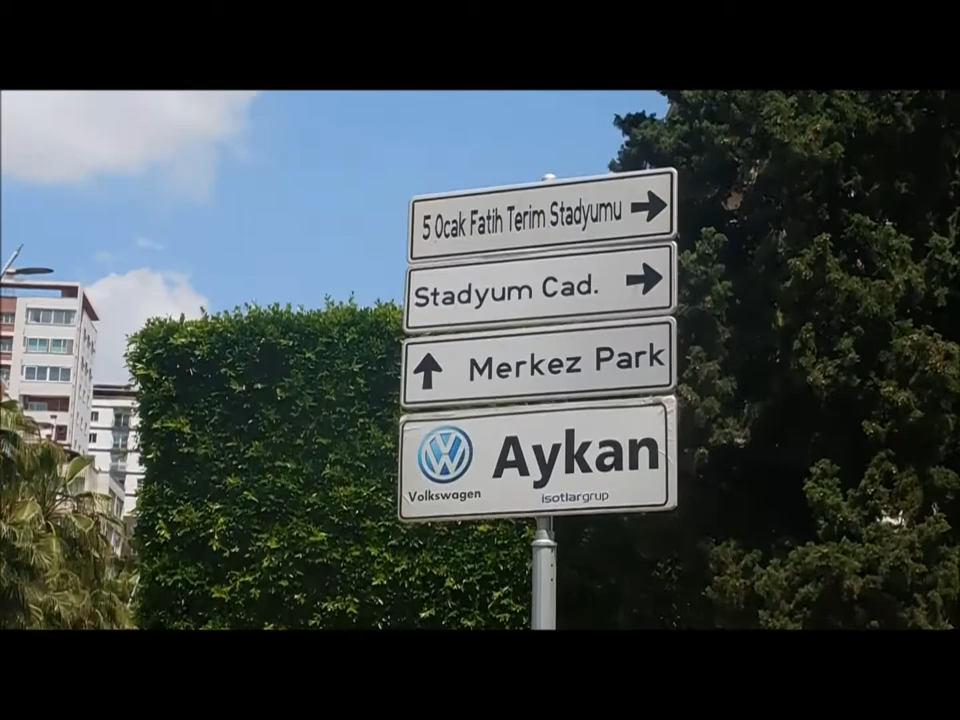 5 Ocak Fatih Terim Stadyumu
Stadyum Cad.
Merkez Park
Aykan
Volkswagen
isotlargrup